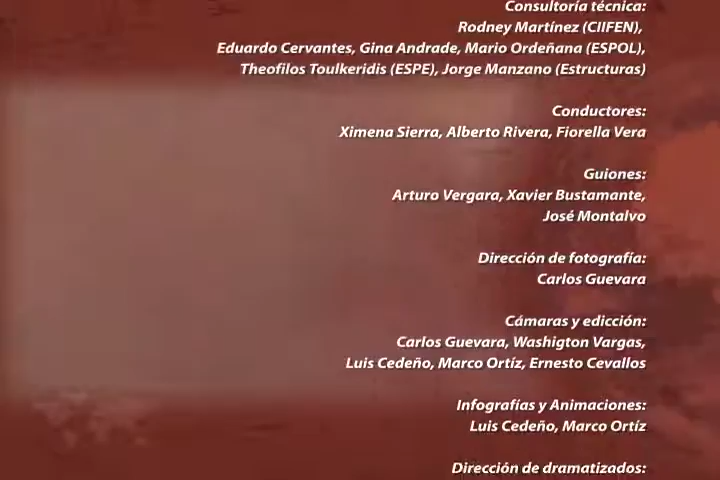 Consultoría técnica:
Rodney Martínez (CIIFEN),
Eduardo Cervantes, Gina Andrade, Mario Ordeñana (ESPOL),
Theofilos Toulkeridis (ESPE), Jorge Manzano (Estructuras)
Conductores:
Ximena Sierra, Alberto Rivera, Fiorella Vera
Guiones:
Arturo Vergara, Xavier Bustamante,
José Montalvo
Dirección de fotografía:
Carlos Guevara
Cámaras y edicción:
Carlos Guevara, Washigton Vargas,
Luis Cedeño, Marco Ortíz, Ernesto Cevallos
Infografías y Animaciones:
Luis Cedeño, Marco Ortíz
Dirección de dramatizados: